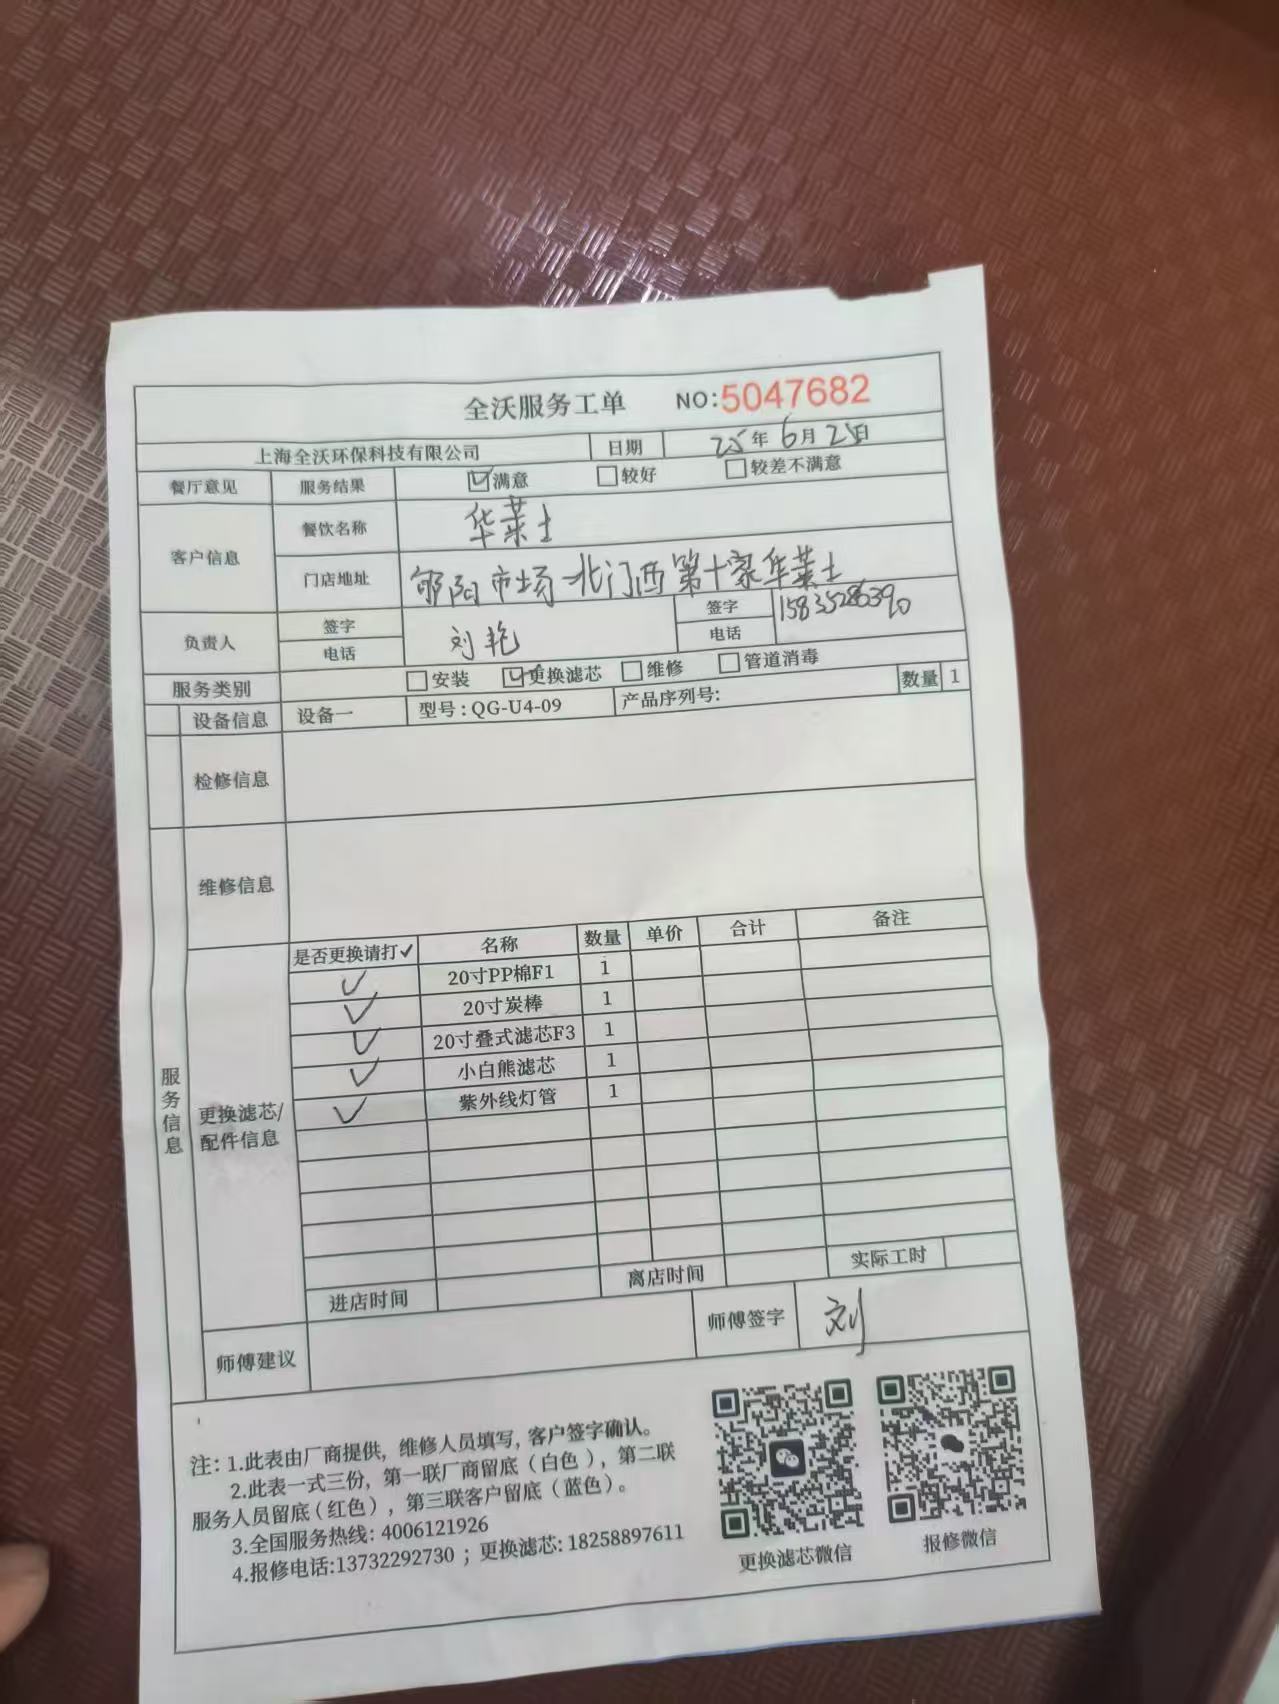 全沃服务工单 NO:5047682
上海全沃环保科技有限公司 日期 25年6月25日
餐厅意见 服务结果 ☑满意 □较好 □较差不满意
客户信息 餐饮名称 华莱士
门店地址 郇阳市场北门西第十家华莱士
负责人 签字 电话 刘艳 签字 电话 15835286390
服务类别 □安装 ☑更换滤芯 □维修 □管道消毒
设备信息 设备一 型号:QG-U4-09 产品序列号: 数量 1
检修信息
维修信息
服务信息
更换滤芯/
配件信息
是否更换请打✓ 名称 数量 单价 合计 备注
✓ 20寸PP棉F1 1
✓ 20寸炭棒 1
✓ 20寸叠式滤芯F3 1
✓ 小白熊滤芯 1
✓ 紫外线灯管 1
进店时间 离店时间 实际工时
师傅建议 师傅签字 刘
注:1.此表由厂商提供,维修人员填写,客户签字确认。
2.此表一式三份,第一联厂商留底(白色),第二联
服务人员留底(红色),第三联客户留底(蓝色)。
3.全国服务热线:4006121926
4.报修电话:13732292730;更换滤芯:18258897611
更换滤芯微信 报修微信